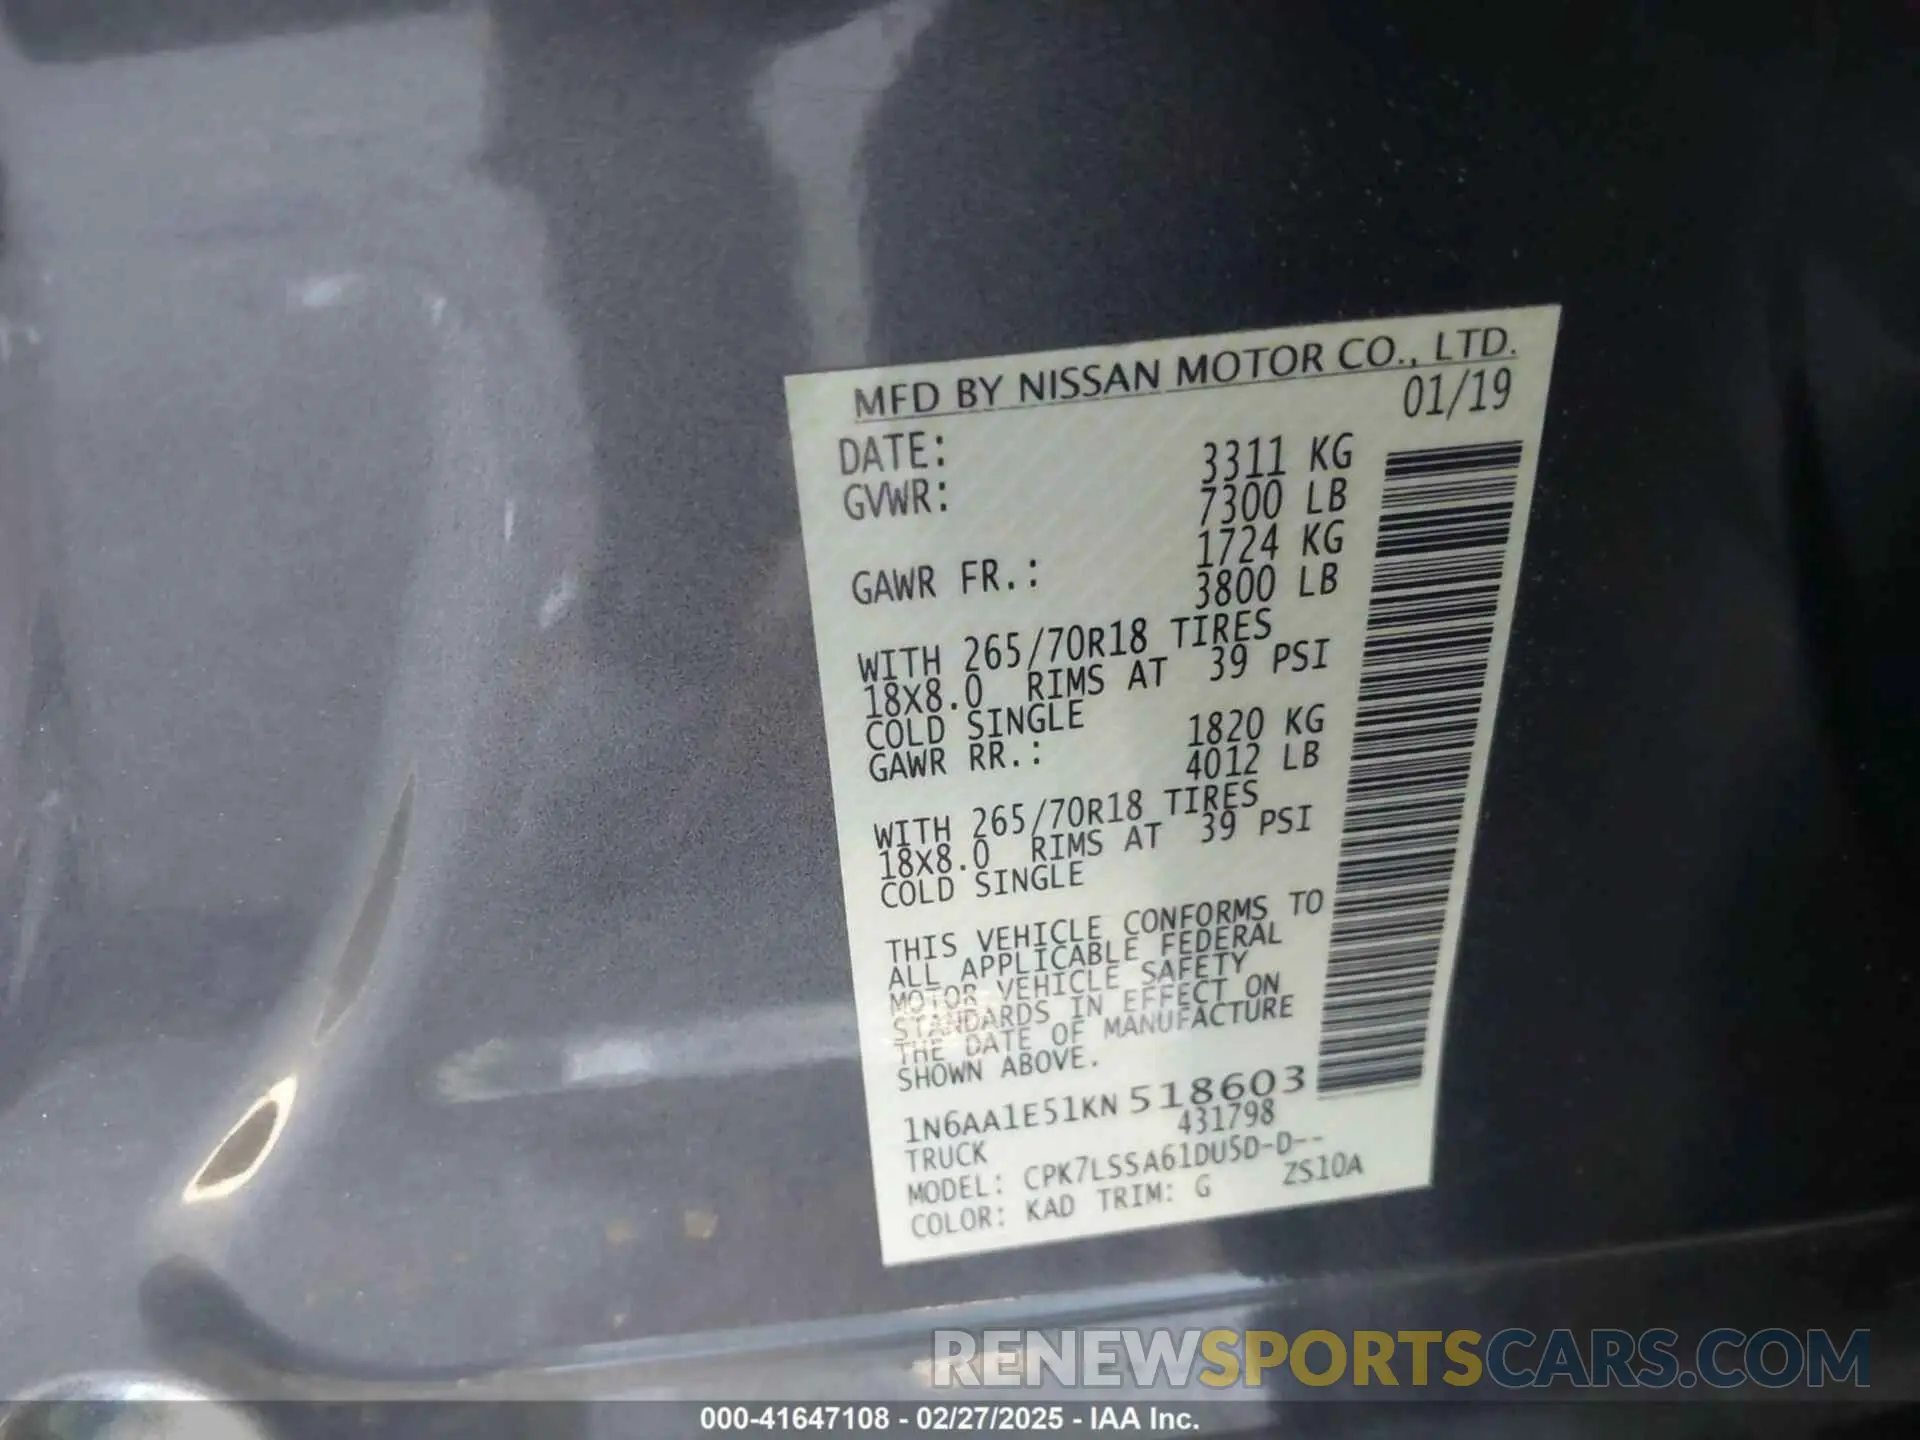 MFD BY NISSAN MOTOR CO., LTD.
DATE: 01/19
GVWR: 3311 KG
7300 LB
GAWR FR.: 1724 KG
3800 LB
WITH 265/70R18 TIRES
18X8.0 RIMS AT 39 PSI
COLD SINGLE
GAWR RR.: 1820 KG
4012 LB
WITH 265/70R18 TIRES
18X8.0 RIMS AT 39 PSI
COLD SINGLE
THIS VEHICLE CONFORMS TO
ALL APPLICABLE FEDERAL
MOTOR VEHICLE SAFETY
STANDARDS IN EFFECT ON
THE DATE OF MANUFACTURE
SHOWN ABOVE.
1N6AA1E51KN518603
TRUCK 431798
MODEL: CPK7LSSA61DU5D-D--
COLOR: KAD TRIM: G ZS10A
RENEWSPORTSCARS.COM
000-41647108 - 02/27/2025 - IAA Inc.